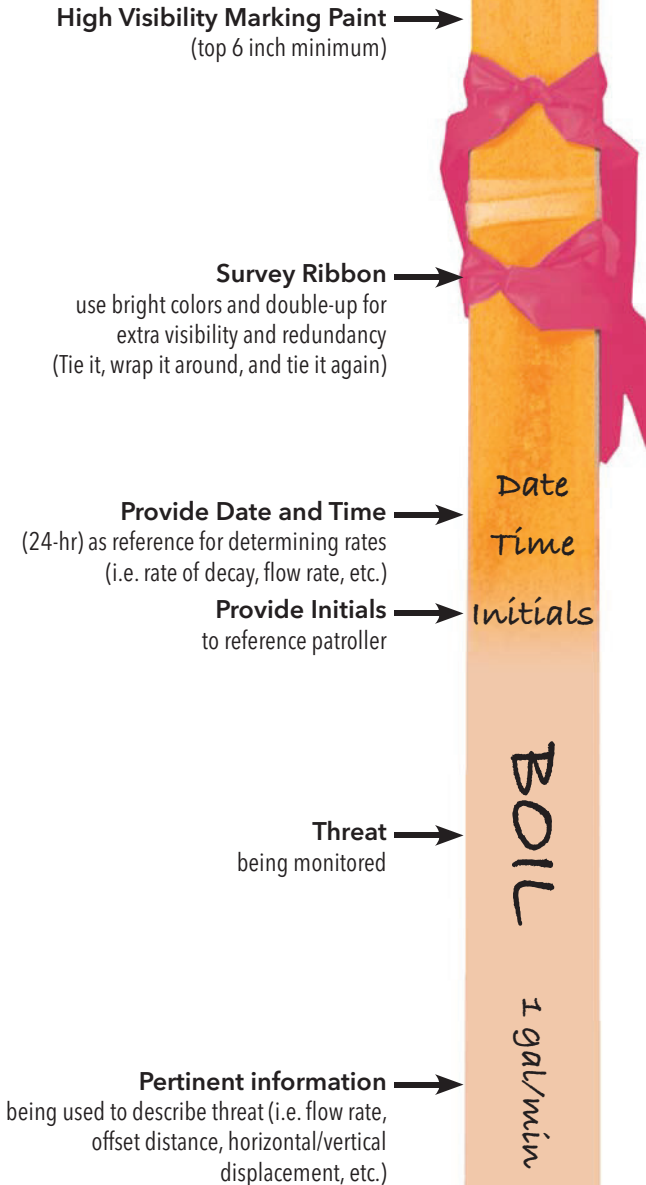 High Visibility Marking Paint
(top 6 inch minimum)
Survey Ribbon
use bright colors and double-up for
extra visibility and redundancy
(Tie it, wrap it around, and tie it again)
Date
Provide Date and Time
Time
(24-hr) as reference for determining rates
(i.e. rate of decay, flow rate, etc.)
Provide Initials
Initials
to reference patroller
BOIL
Threat
being monitored
1 gal/min
Pertinent information
being used to describe threat (i.e. flow rate,
offset distance, horizontal/vertical
displacement, etc.)